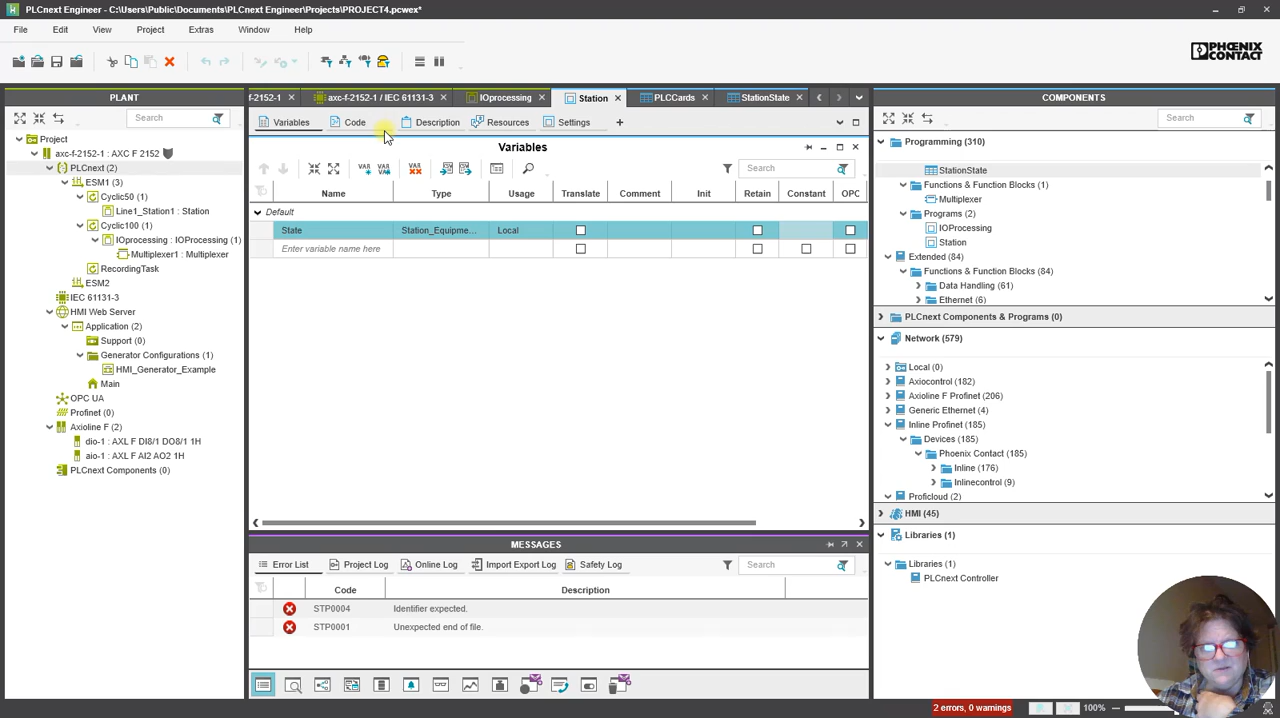 PLCnext Engineer - C:\Users\Public\Documents\PLCnext Engineer\Projects\PROJECT4.pcwex*
File Edit View Project Extras Window Help
PHOENIX CONTACT
PLANT
Search
Project
axc-f-2152-1 : AXC F 2152
PLCnext (2)
ESM1 (3)
Cyclic50 (1)
Line1_Station1 : Station
Cyclic100 (1)
IOprocessing : IOProcessing (1)
Multiplexer1 : Multiplexer
RecordingTask
ESM2
IEC 61131-3
HMI Web Server
Application (2)
Support (0)
Generator Configurations (1)
HMI_Generator_Example
Main
OPC UA
Profinet (0)
Axioline F (2)
dio-1 : AXL F DI8/1 DO8/1 1H
aio-1 : AXL F AI2 AO2 1H
PLCnext Components (0)
f-2152-1 axc-f-2152-1 / IEC 61131-3 IOprocessing Station PLCCards StationState
Variables Code Description Resources Settings
Variables
Search
Name Type Usage Translate Comment Init Retain Constant OPC
Default
State Station_Equipme... Local
Enter variable name here
MESSAGES
Error List Project Log Online Log Import Export Log Safety Log Search
Code Description
STP0004 Identifier expected.
STP0001 Unexpected end of file.
COMPONENTS
Search
Programming (310)
StationState
Functions & Function Blocks (1)
Multiplexer
Programs (2)
IOProcessing
Station
Extended (84)
Functions & Function Blocks (84)
Data Handling (61)
Ethernet (6)
PLCnext Components & Programs (0)
Network (579)
Local (0)
Axiocontrol (182)
Axioline F Profinet (206)
Generic Ethernet (4)
Inline Profinet (185)
Devices (185)
Phoenix Contact (185)
Inline (176)
Inlinecontrol (9)
Proficloud (2)
HMI (45)
Libraries (1)
Libraries (1)
PLCnext Controller
2 errors, 0 warnings
100%